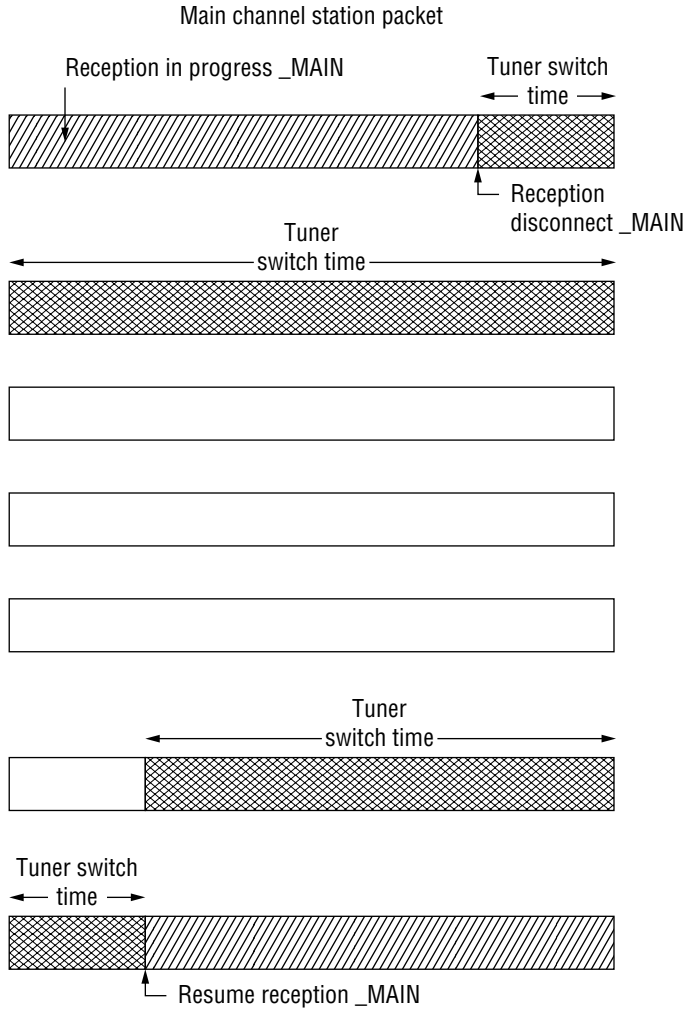 Main channel station packet
Reception in progress _MAIN
Tuner switch
time
Reception
disconnect _MAIN
Tuner
switch time
Tuner
switch time
Tuner switch
time
Resume reception _MAIN